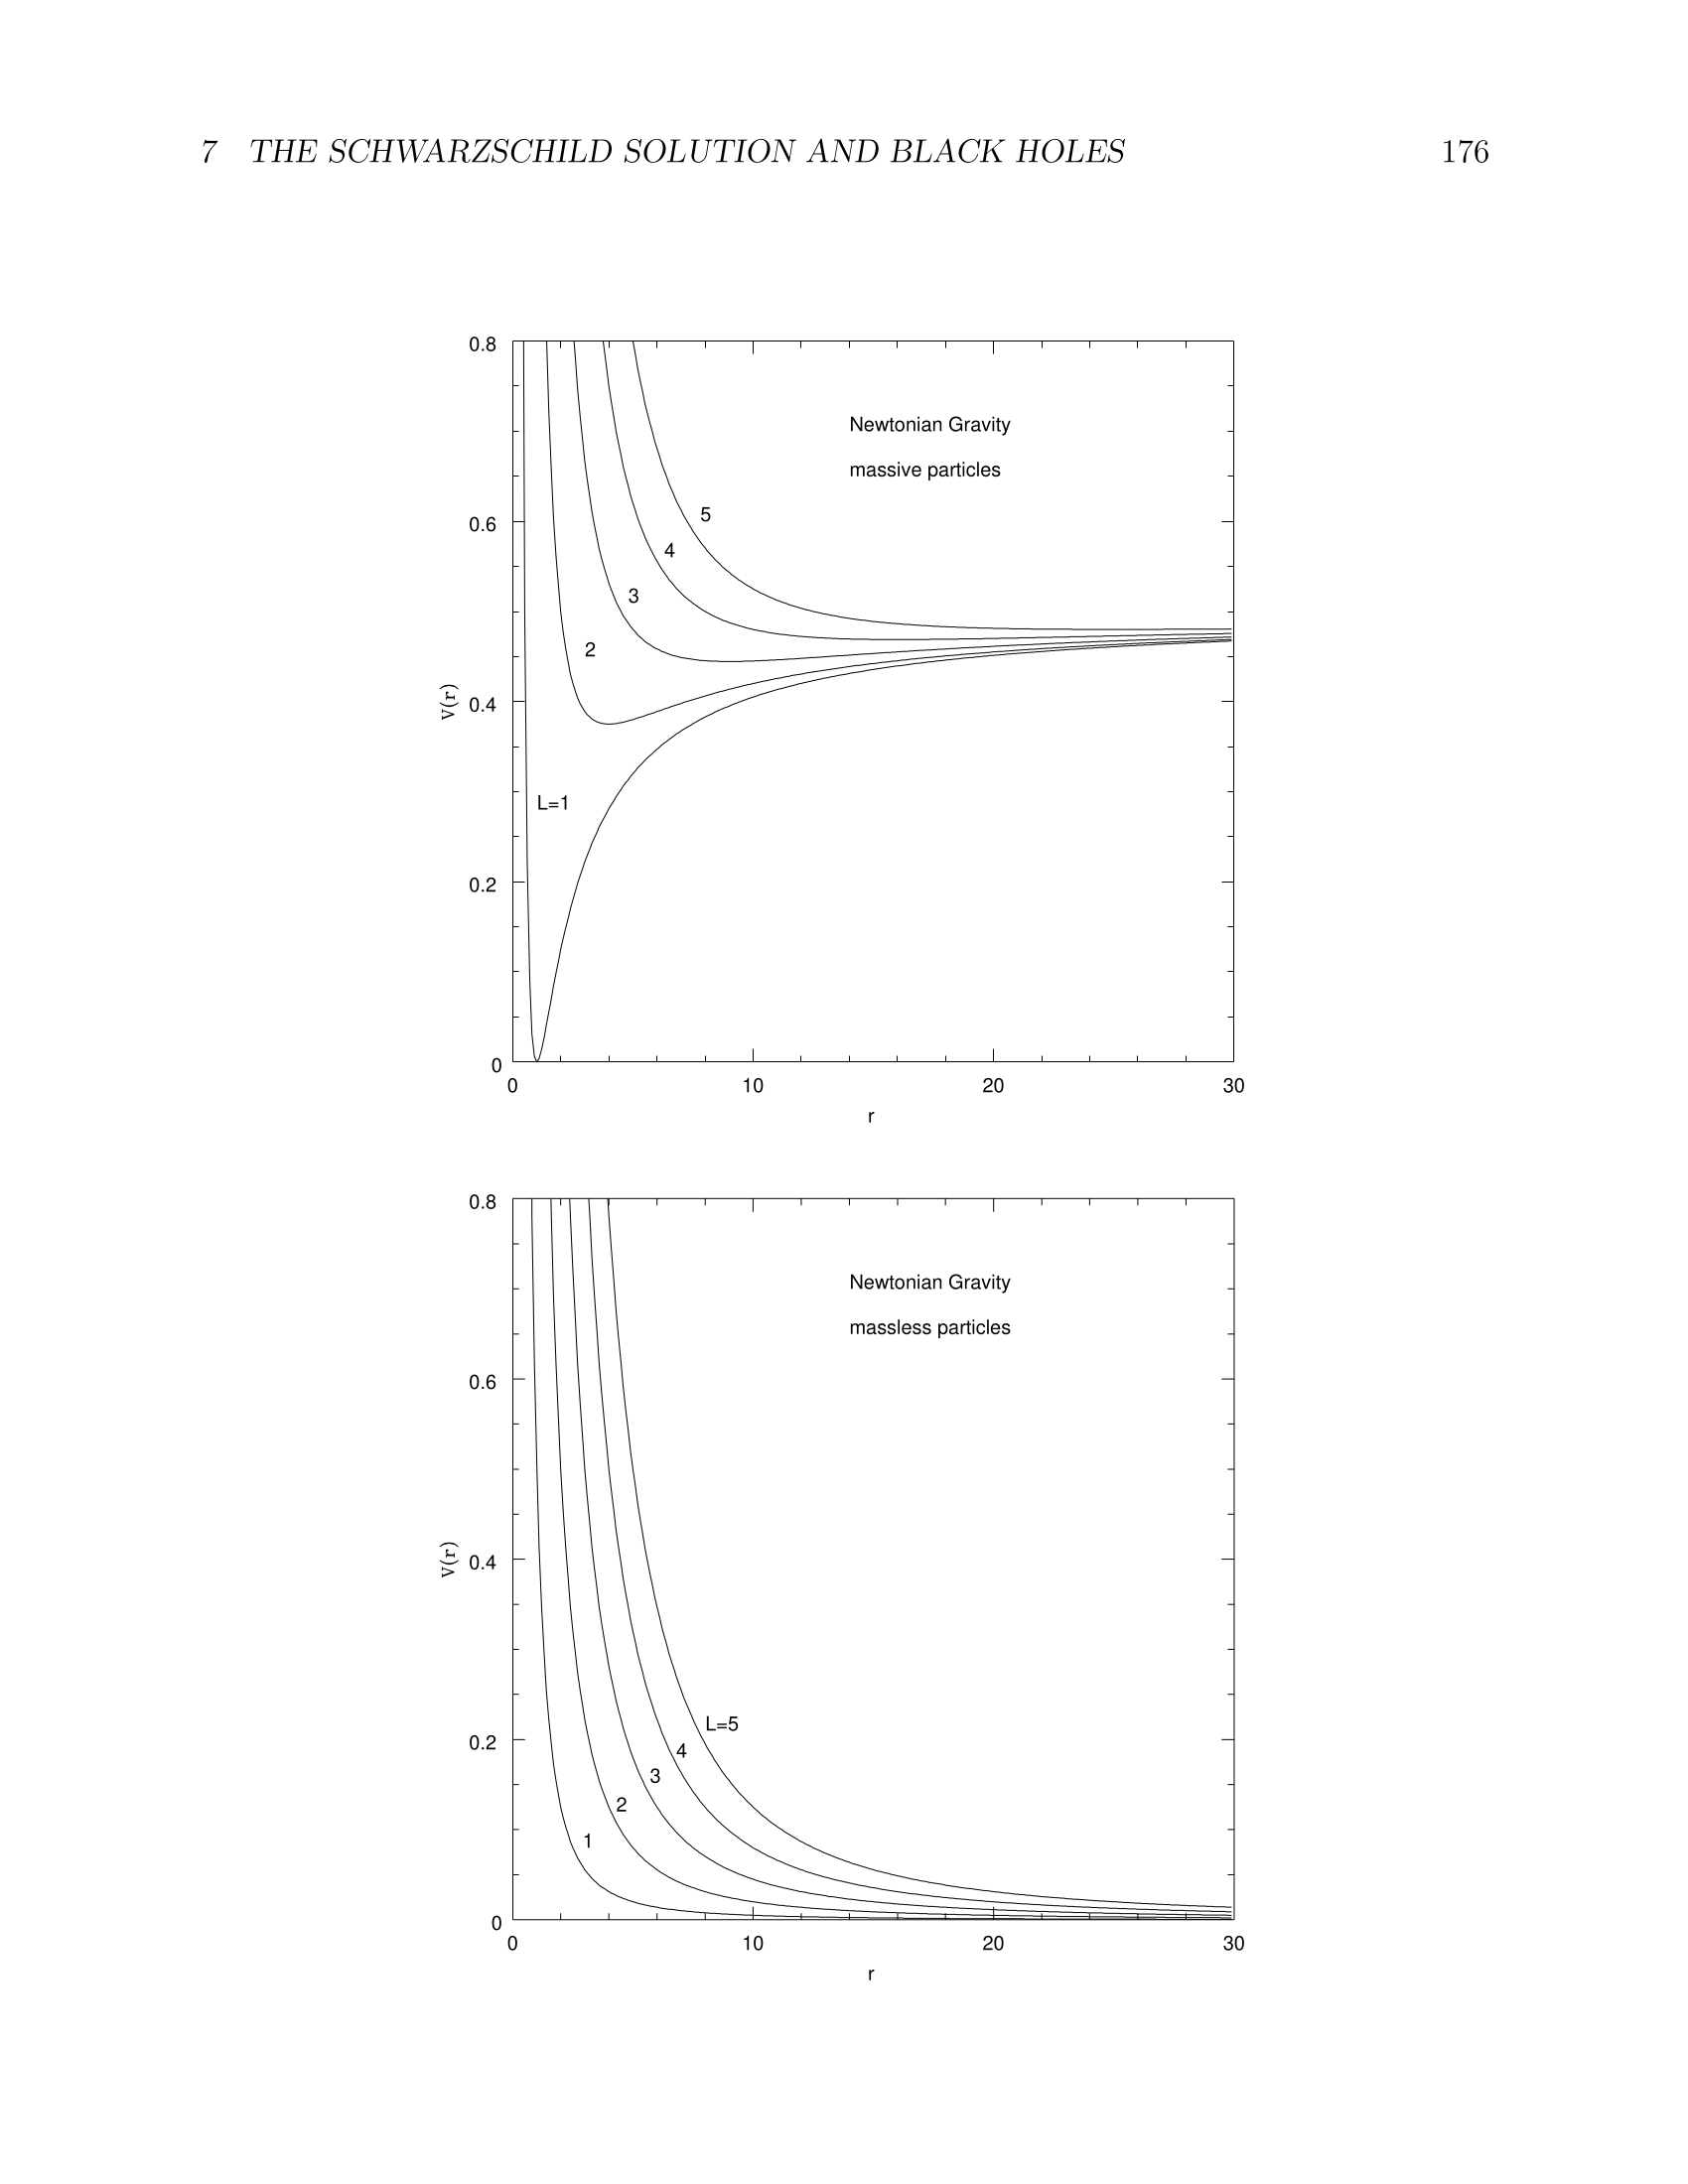 7 THE SCHWARZSCHILD SOLUTION AND BLACK HOLES 176
0.8
Newtonian Gravity
massive particles
5
0.6
4
3
2
V(r)
0.4
L=1
0.2
0
0 10 20 30
r
0.8
Newtonian Gravity
massless particles
0.6
V(r)
0.4
L=5
0.2
4
3
2
1
0
0 10 20 30
r